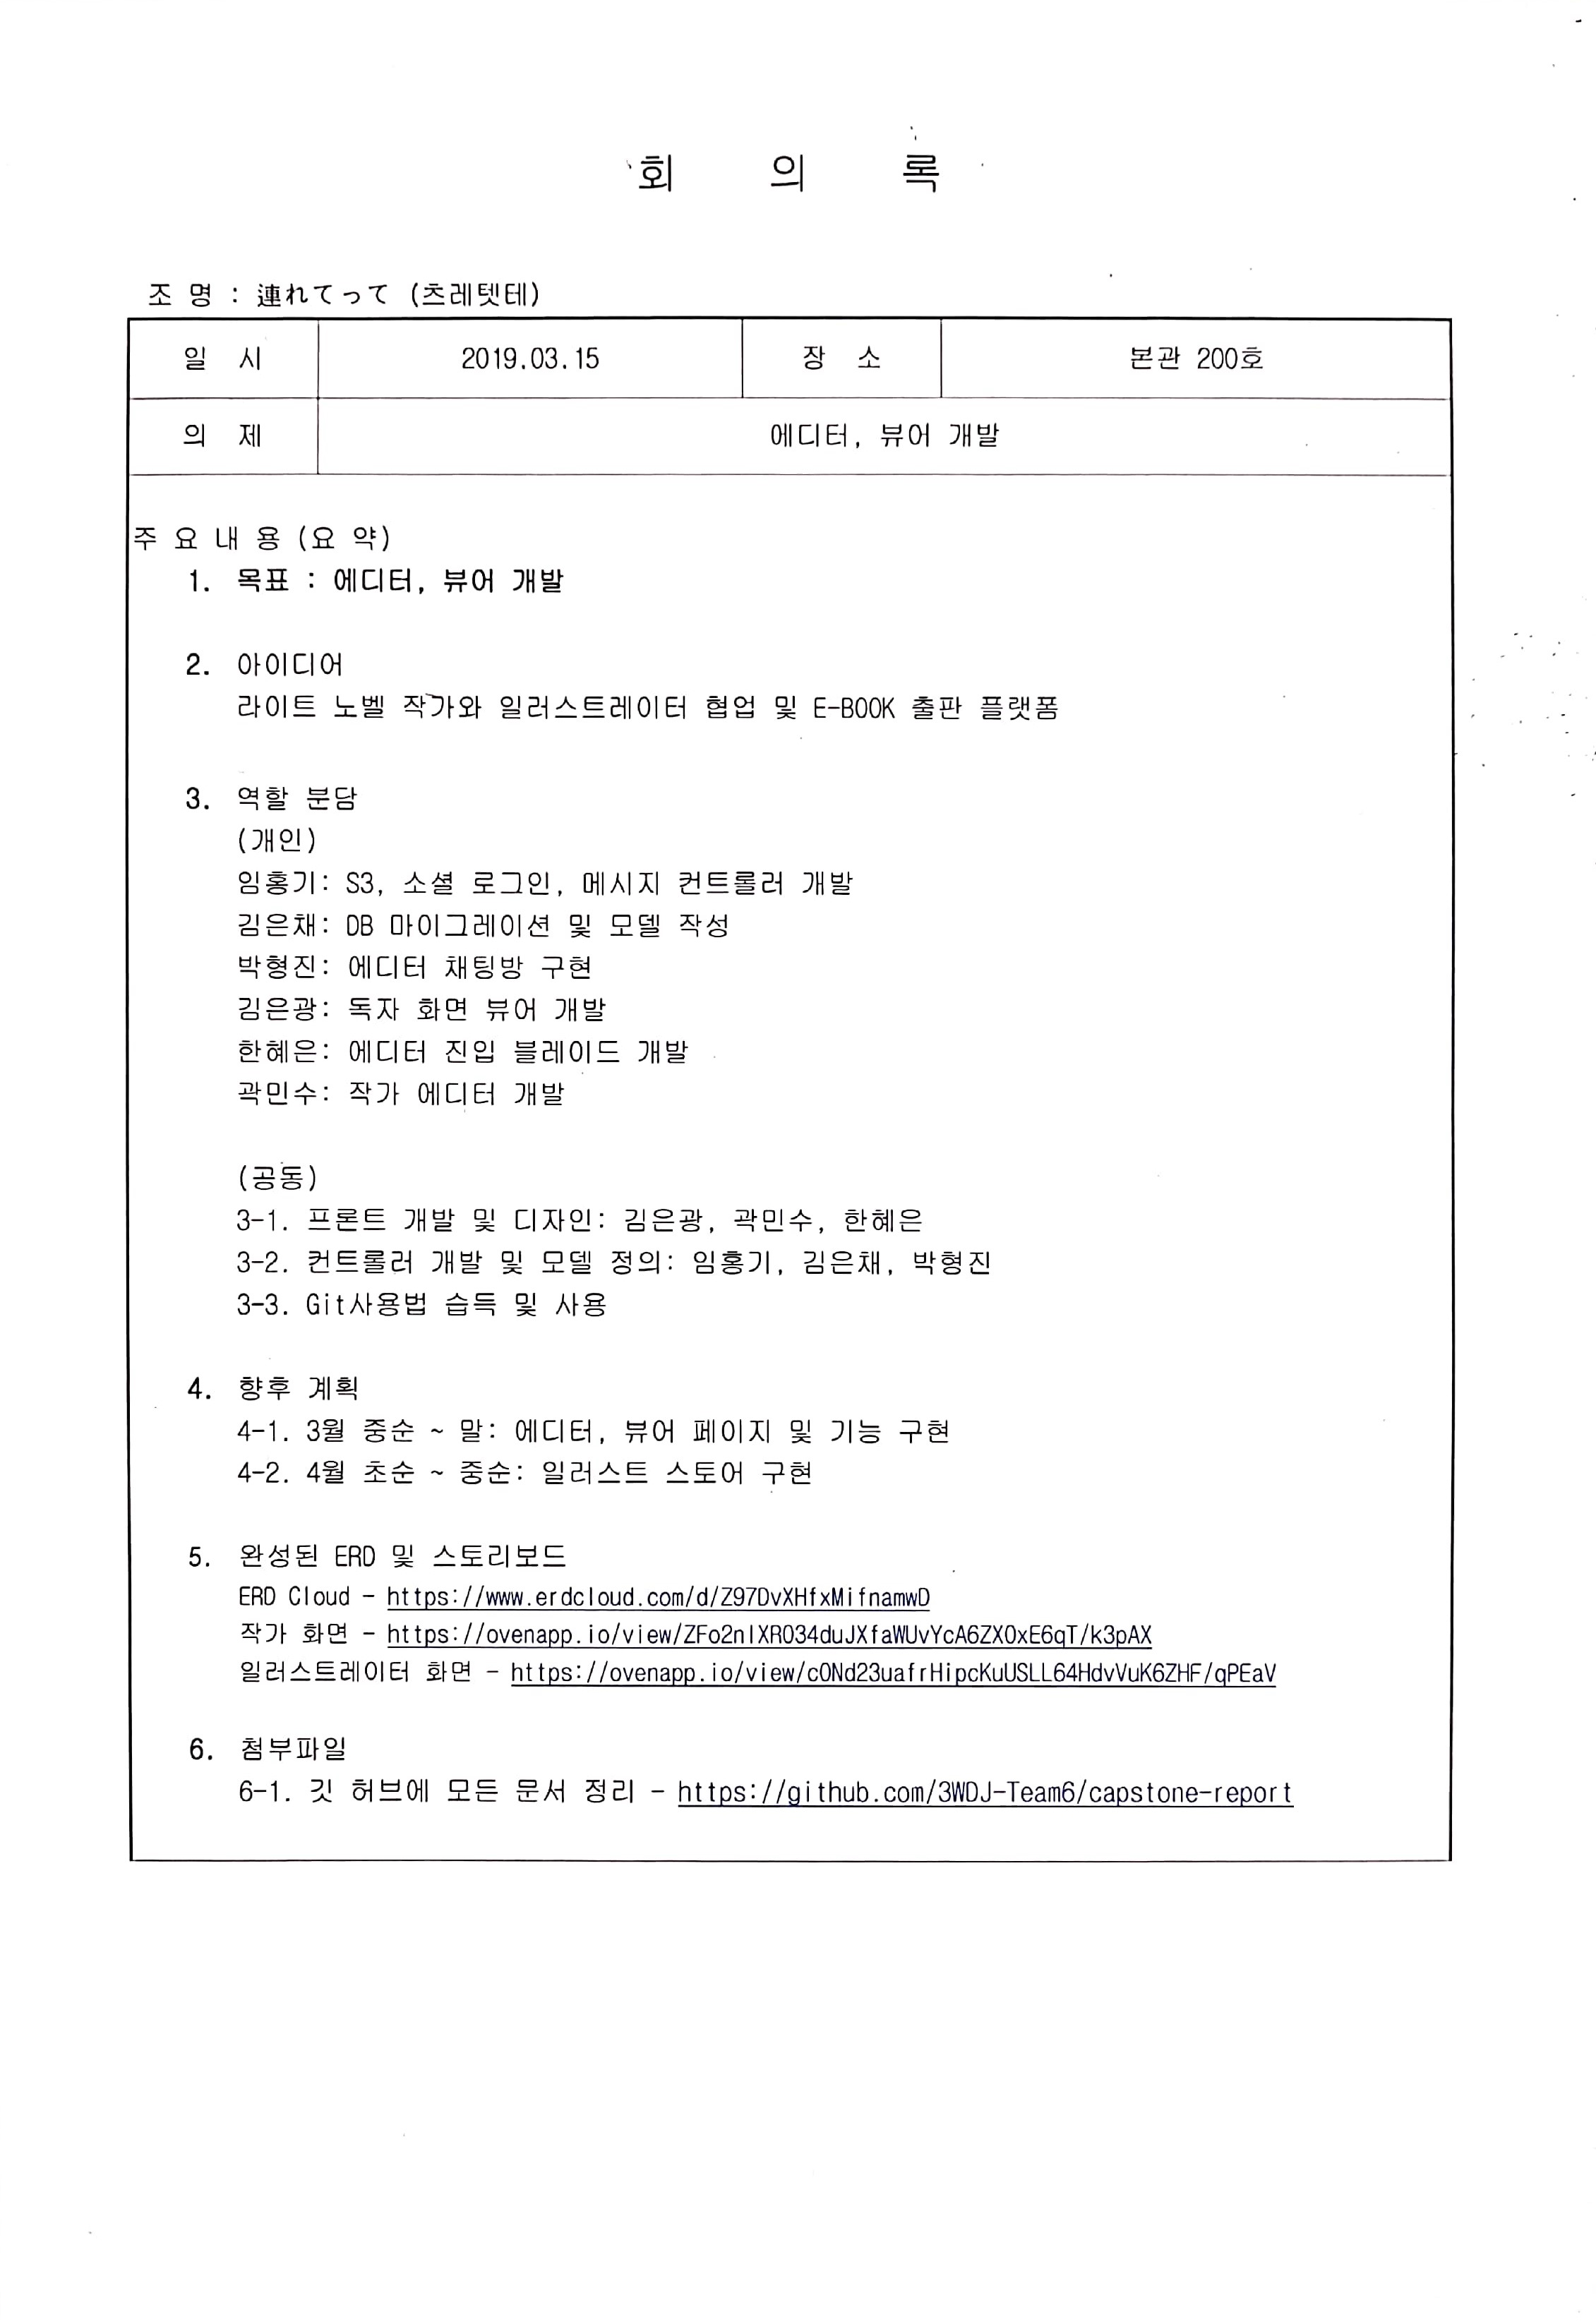 회 의 록
조 명 : 連れてって (츠레텟테)
일 시 2019.03.15 장 소 본관 200호
의 제 에디터, 뷰어 개발
주 요 내 용 (요 약)
1. 목표 : 에디터, 뷰어 개발
2. 아이디어
라이트 노벨 작가와 일러스트레이터 협업 및 E-BOOK 출판 플랫폼
3. 역할 분담
(개인)
임홍기: S3, 소셜 로그인, 메시지 컨트롤러 개발
김은채: DB 마이그레이션 및 모델 작성
박형진: 에디터 채팅방 구현
김은광: 독자 화면 뷰어 개발
한혜은: 에디터 진입 블레이드 개발
곽민수: 작가 에디터 개발
(공동)
3-1. 프론트 개발 및 디자인: 김은광, 곽민수, 한혜은
3-2. 컨트롤러 개발 및 모델 정의: 임홍기, 김은채, 박형진
3-3. Git사용법 습득 및 사용
4. 향후 계획
4-1. 3월 중순 ~ 말: 에디터, 뷰어 페이지 및 기능 구현
4-2. 4월 초순 ~ 중순: 일러스트 스토어 구현
5. 완성된 ERD 및 스토리보드
ERD Cloud - https://www.erdcloud.com/d/Z97DvXHfxMifnamwD
작가 화면 - https://ovenapp.io/view/ZFo2nlXRO34duJXfaWUvYcA6ZX0xE6qT/k3pAX
일러스트레이터 화면 - https://ovenapp.io/view/c0Nd23uafrHipcKuUSLL64HdvVuK6ZHF/qPEaV
6. 첨부파일
6-1. 깃 허브에 모든 문서 정리 - https://github.com/3WDJ-Team6/capstone-report